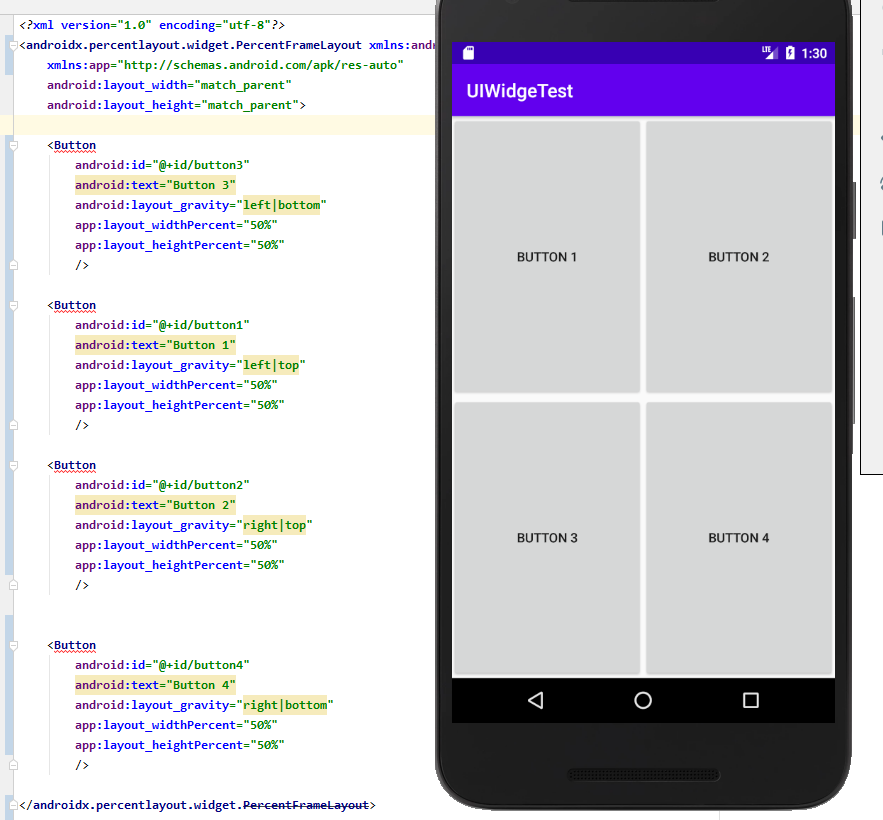 <?xml version="1.0" encoding="utf-8"?>
<androidx.percentlayout.widget.PercentFrameLayout xmlns:andr
xmlns:app="http://schemas.android.com/apk/res-auto"
android:layout_width="match_parent"
android:layout_height="match_parent">
<Button
android:id="@+id/button3"
android:text="Button 3"
android:layout_gravity="left|bottom"
app:layout_widthPercent="50%"
app:layout_heightPercent="50%"
/>
<Button
android:id="@+id/button1"
android:text="Button 1"
android:layout_gravity="left|top"
app:layout_widthPercent="50%"
app:layout_heightPercent="50%"
/>
<Button
android:id="@+id/button2"
android:text="Button 2"
android:layout_gravity="right|top"
app:layout_widthPercent="50%"
app:layout_heightPercent="50%"
/>
<Button
android:id="@+id/button4"
android:text="Button 4"
android:layout_gravity="right|bottom"
app:layout_widthPercent="50%"
app:layout_heightPercent="50%"
/>
</androidx.percentlayout.widget.PercentFrameLayout>
LTE 1:30
UIWidgeTest
BUTTON 1
BUTTON 2
BUTTON 3
BUTTON 4